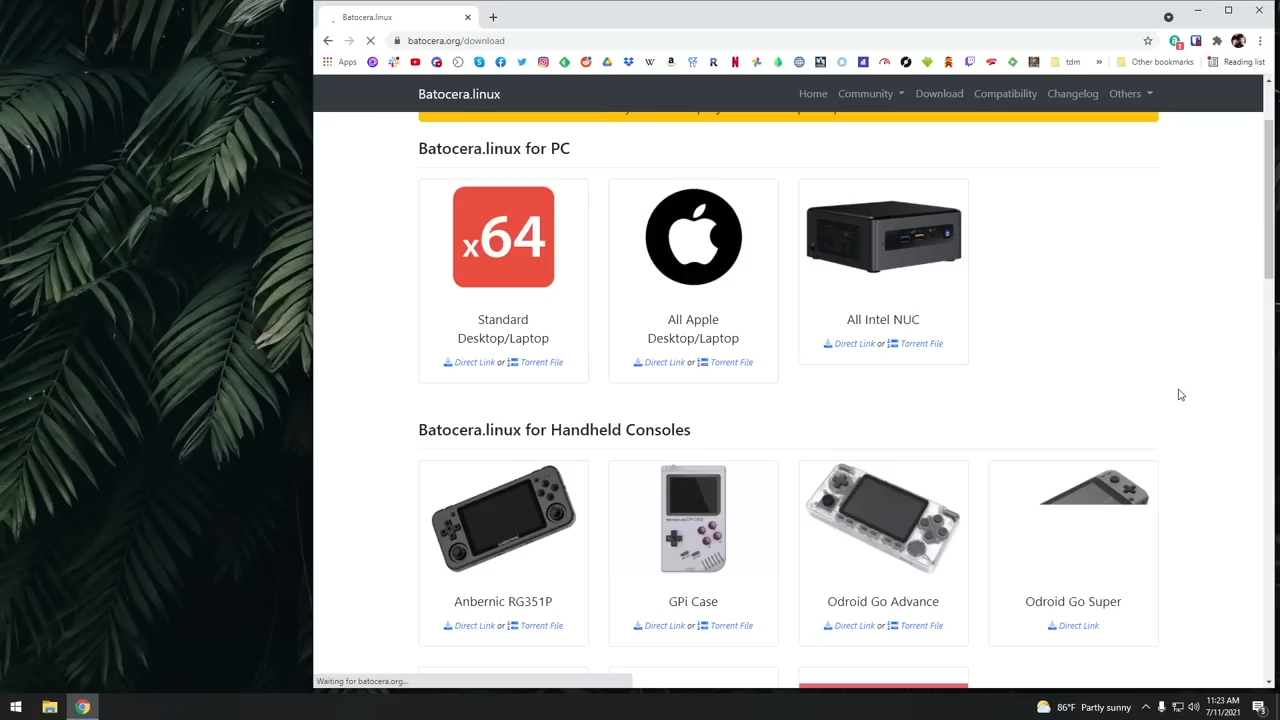 Batocera.linux
batocera.org/download
Apps
W
R
N
tdm
»
Other bookmarks
Reading list
Batocera.linux
Home
Community
Download
Compatibility
Changelog
Others
Batocera.linux for PC
x64
Standard
Desktop/Laptop
Direct Link or Torrent File
All Apple
Desktop/Laptop
Direct Link or Torrent File
All Intel NUC
Direct Link or Torrent File
Batocera.linux for Handheld Consoles
Anbernic RG351P
Direct Link or Torrent File
GPi Case
Direct Link or Torrent File
Odroid Go Advance
Direct Link or Torrent File
Odroid Go Super
Direct Link
Waiting for batocera.org...
86°F Partly sunny
11:23 AM
7/11/2021
3